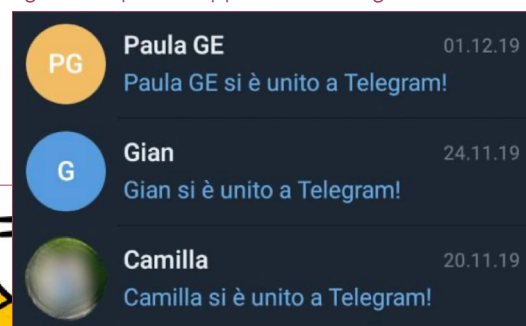 PG
Paula GE 01.12.19
Paula GE si è unito a Telegram!
G
Gian 24.11.19
Gian si è unito a Telegram!
Camilla 20.11.19
Camilla si è unito a Telegram!